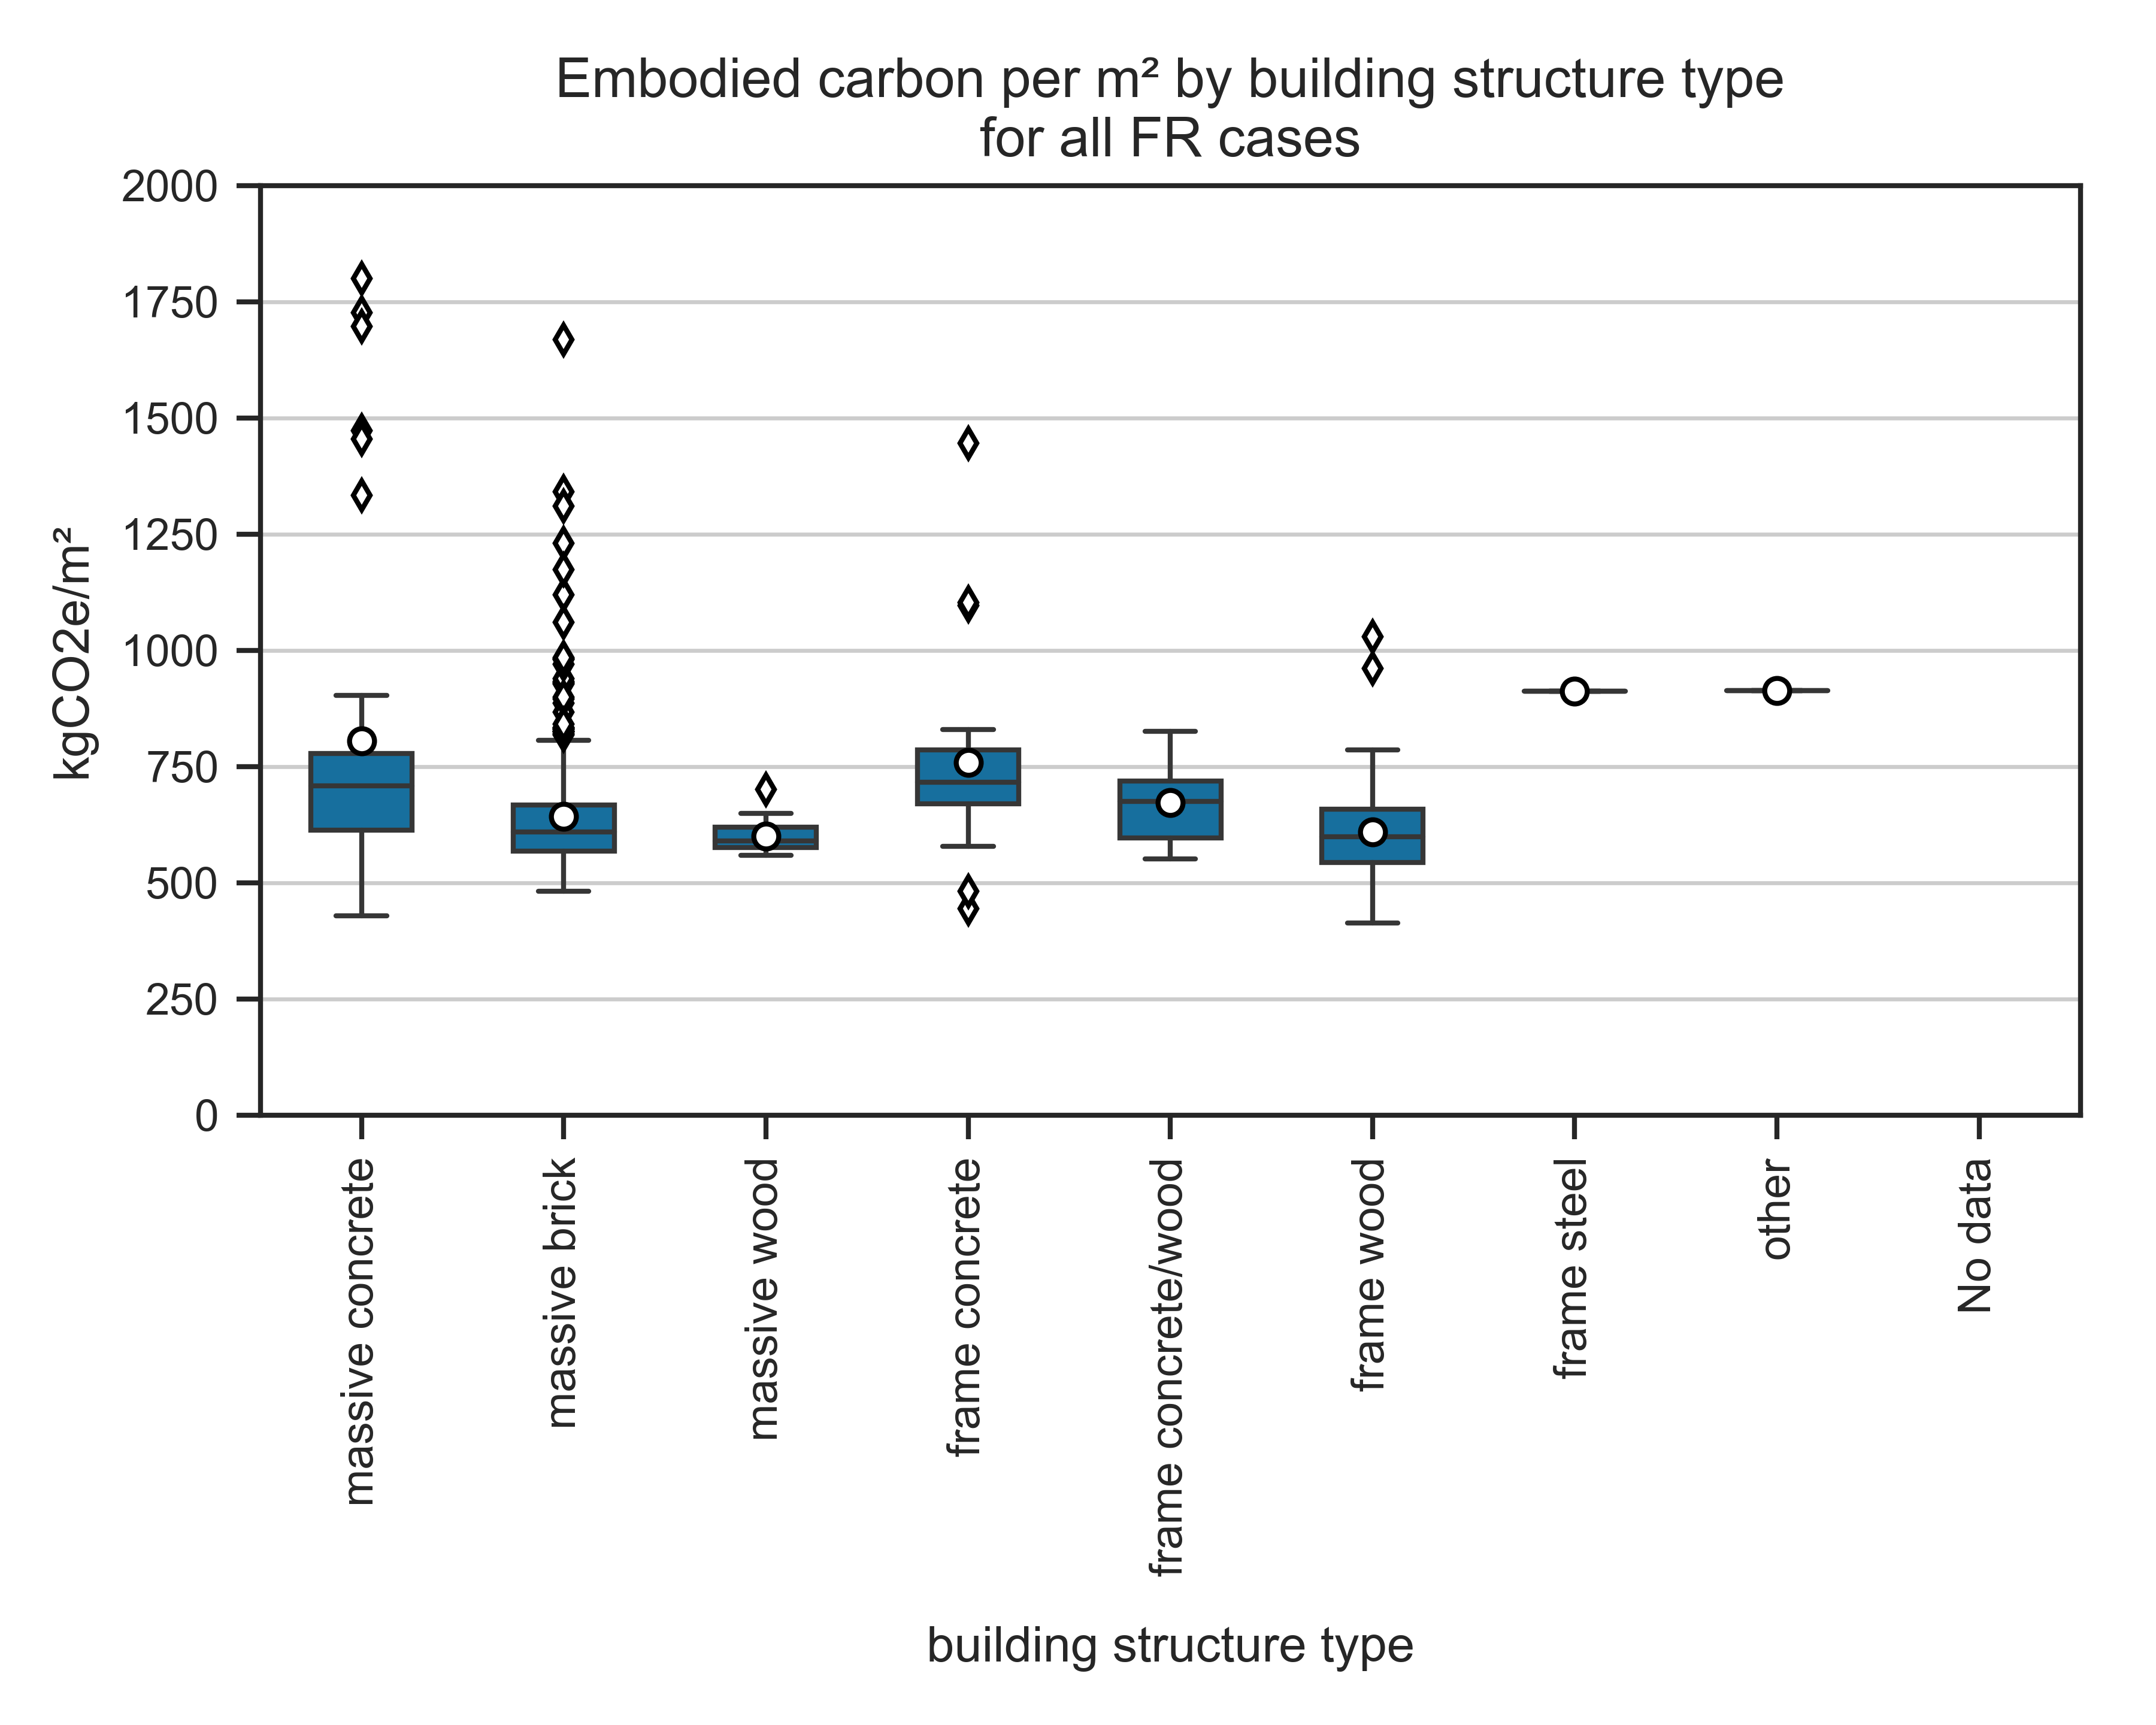 Embodied carbon per m² by building structure type
for all FR cases
kgCO2e/m²
2000
1750
1500
1250
1000
750
500
250
0
massive concrete
massive brick
massive wood
frame concrete
frame concrete/wood
frame wood
frame steel
other
No data
building structure type